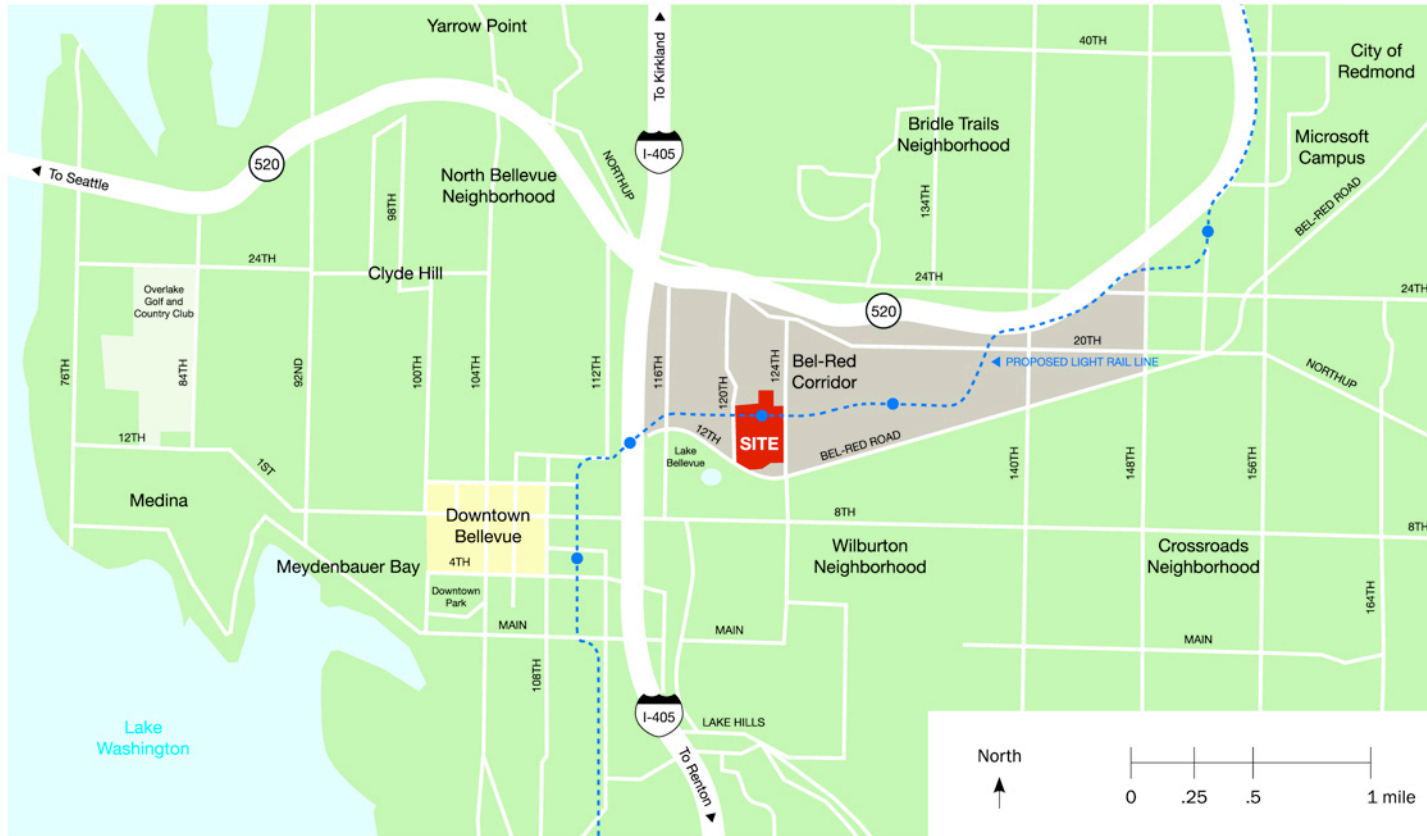 Yarrow Point
To Kirkland
40TH
City of
Redmond
I-405
Bridle Trails
Neighborhood
Microsoft
Campus
520
To Seattle
NORTHUP
North Bellevue
Neighborhood
98TH
134TH
BEL-RED ROAD
24TH
Clyde Hill
24TH
24TH
Overlake
Golf and
Country Club
520
76TH
84TH
92ND
100TH
104TH
112TH
116TH
120TH
124TH
Bel-Red
Corridor
20TH
PROPOSED LIGHT RAIL LINE
NORTHUP
12TH
1ST
12TH
SITE
BEL-RED ROAD
Lake
Bellevue
140TH
148TH
156TH
Medina
Downtown
Bellevue
8TH
8TH
Meydenbauer Bay
4TH
Wilburton
Neighborhood
Crossroads
Neighborhood
Downtown
Park
164TH
MAIN
MAIN
MAIN
108TH
Lake
Washington
I-405
LAKE HILLS
To Renton
North
0
.25
.5
1 mile